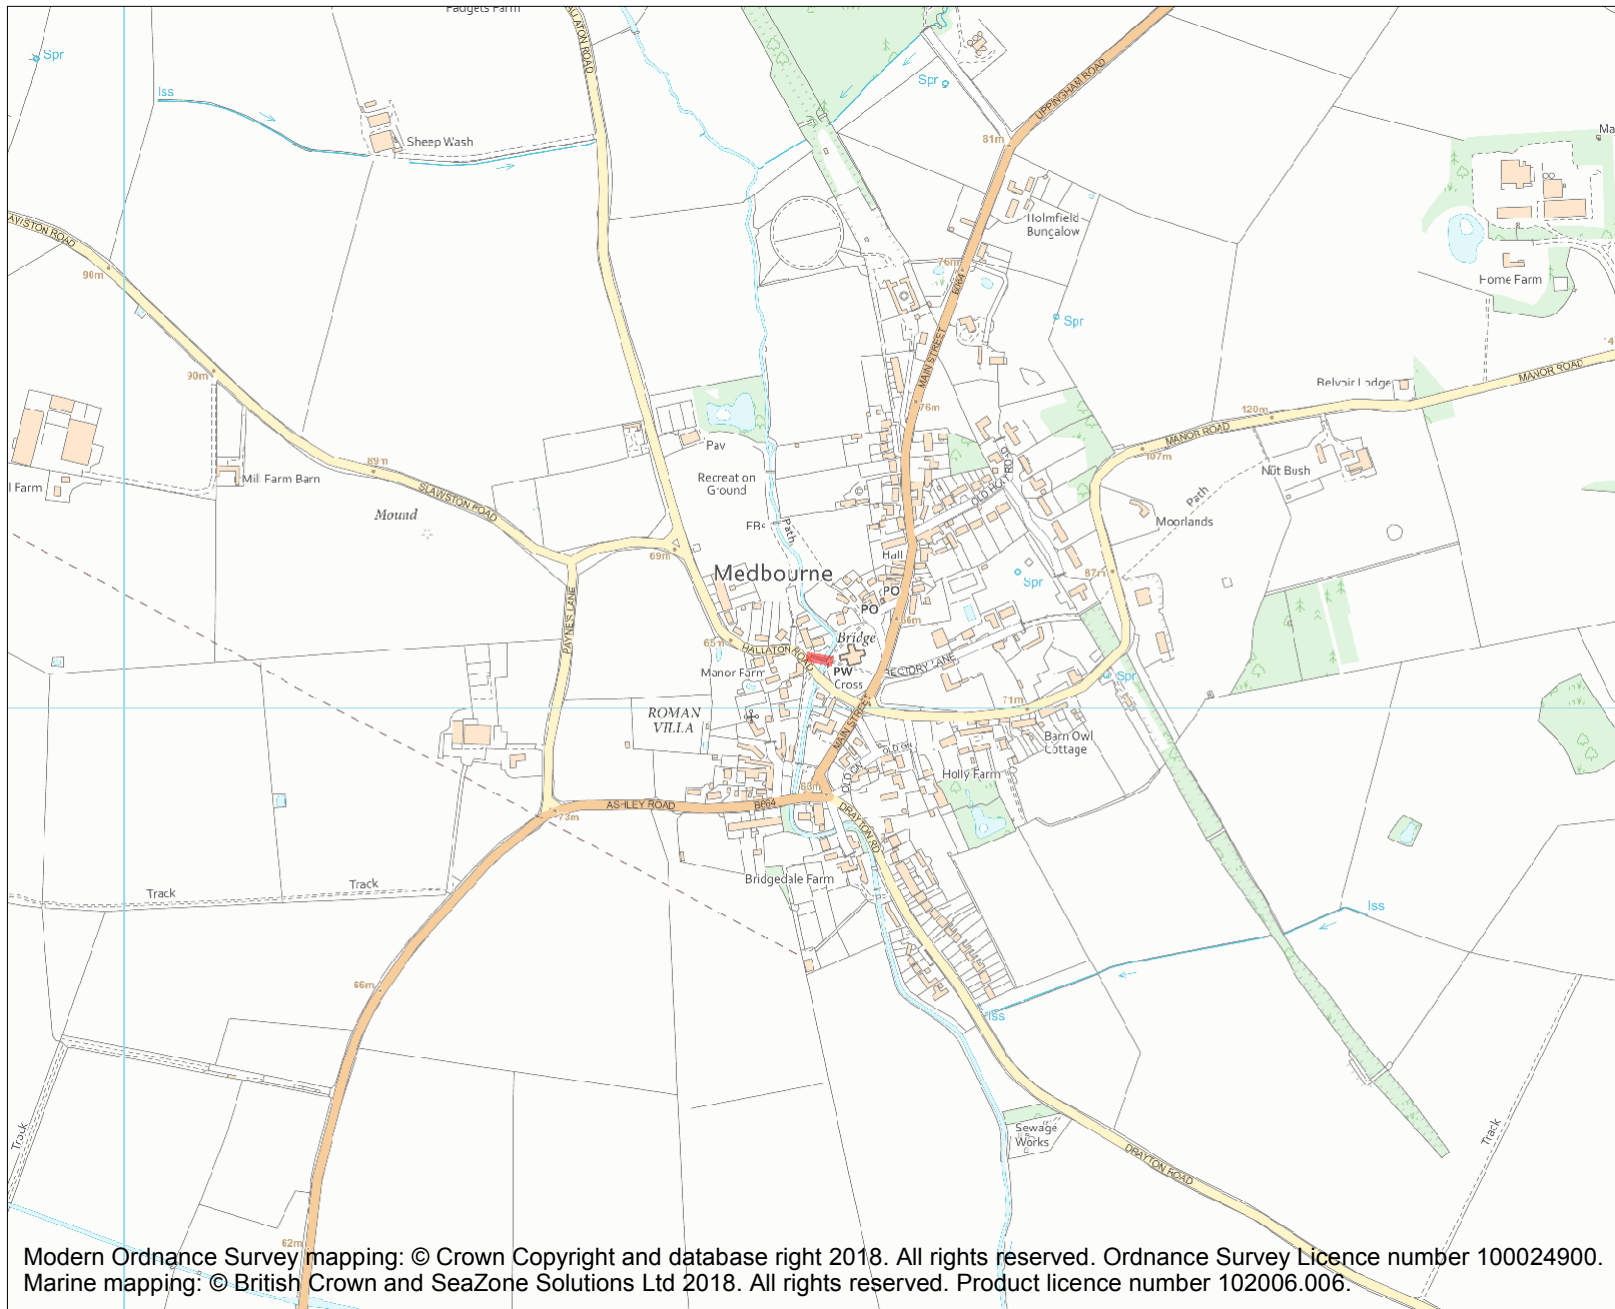 Padgets Farm
Spr
Iss
Sheep Wash
Spr
UPPINGHAM ROAD
81m
Holmfield
Bungalow
Home Farm
90m
76m
B664
Spr
90m
MAIN STREET
Belvoir Lodge
MANOR ROAD
76m
120m
MANOR ROAD
107m
Pav
89m
Mill Farm Barn
SLAWSTON ROAD
Recreation
Ground
Nut Bush
Path
Mound
Path
Moorlands
69m
Hall
Medbourne
Spr
87m
PO
PO
PAYNES LANE
66m
Bridge
65m
HALLATON ROAD
RECTORY LANE
Manor Farm
PW
Cross
Spr
71m
ROMAN
VILLA
MAIN STREET
Barn Owl
Cottage
Holly Farm
ASHLEY ROAD
B664
73m
DRAYTON RD
Bridgedale Farm
Track
Track
Iss
66m
Iss
Track
Sewage
Works
Track
DRAYTON ROAD
62m
Modern Ordnance Survey mapping: © Crown Copyright and database right 2018. All rights reserved. Ordnance Survey Licence number 100024900.
Marine mapping: © British Crown and SeaZone Solutions Ltd 2018. All rights reserved. Product licence number 102006.006.